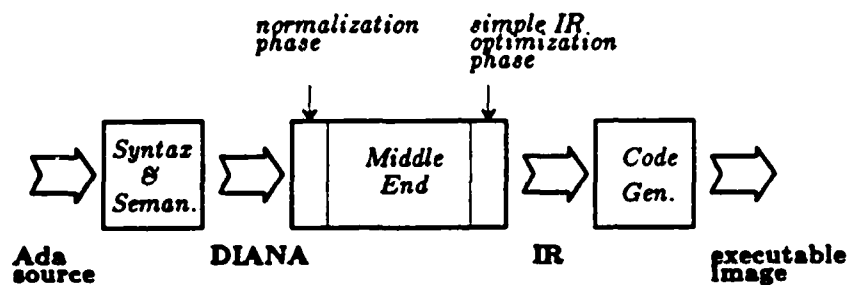 normalization
phase
simple IR
optimization
phase
Syntax
&
Seman.
Middle
End
Code
Gen.
Ada
source
DIANA
IR
executable
image